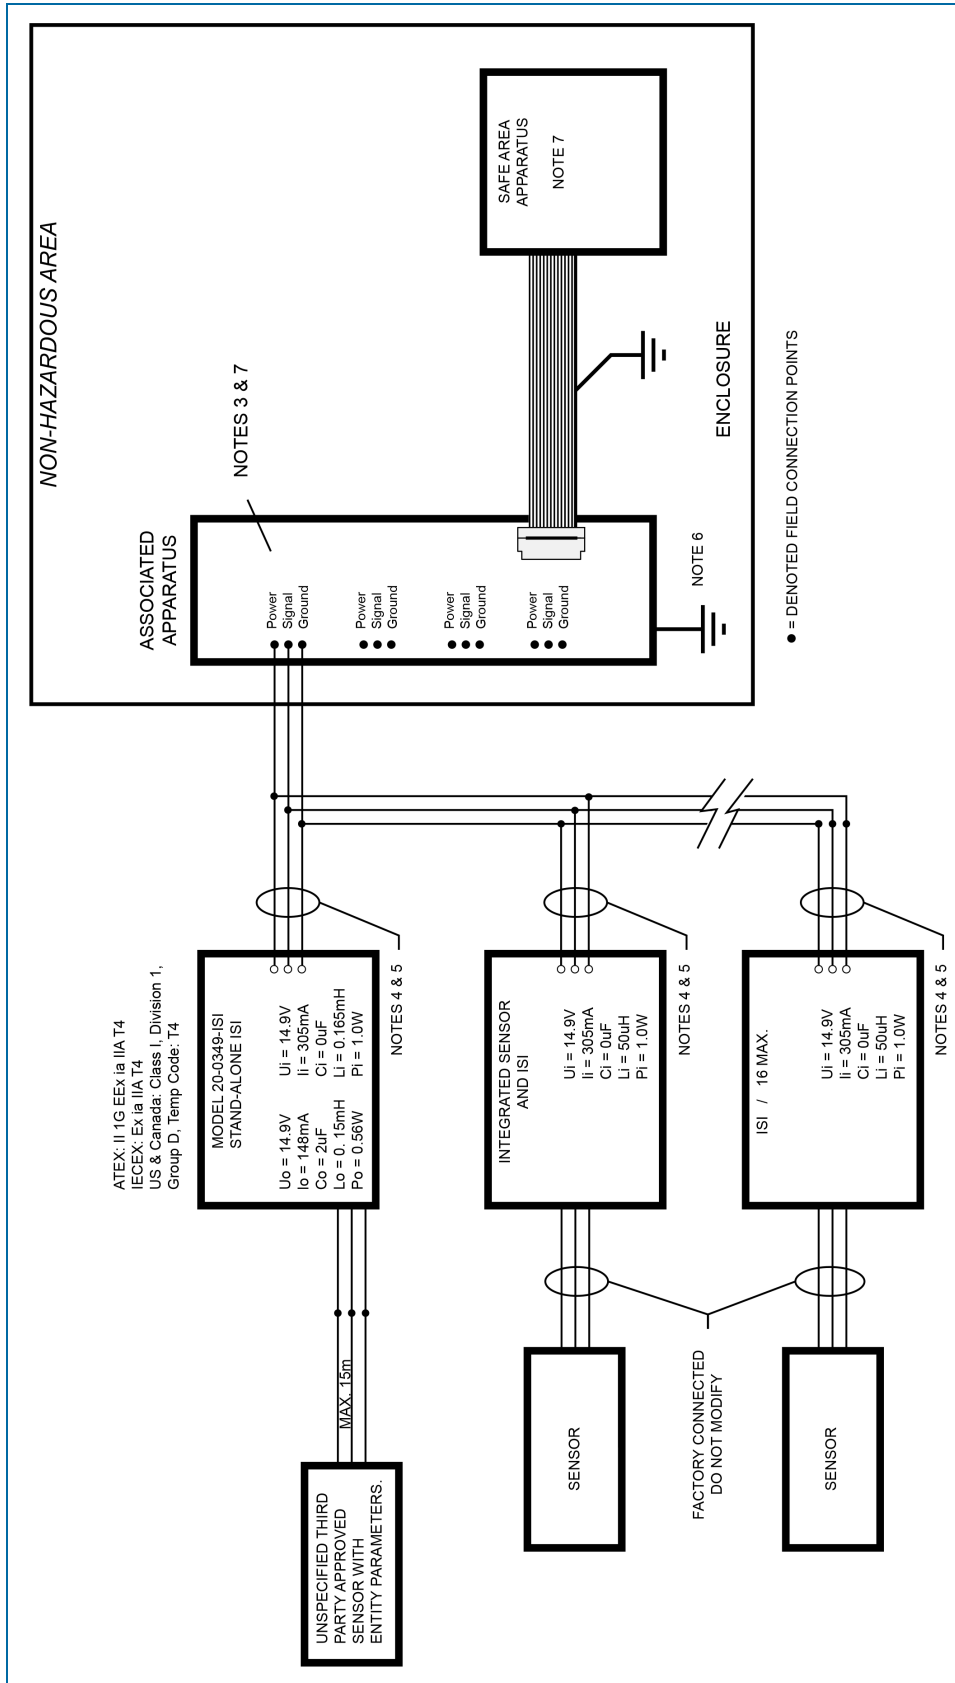 NON-HAZARDOUS AREA
SAFE AREA
APPARATUS
NOTE 7
ENCLOSURE
NOTES 3 & 7
ASSOCIATED
APPARATUS
Power
Signal
Ground
Power
Signal
Ground
Power
Signal
Ground
Power
Signal
Ground
NOTE 6
● = DENOTED FIELD CONNECTION POINTS
ATEX: II 1G EEx ia IIA T4
IECEX: Ex ia IIA T4
US & Canada: Class I, Division 1,
Group D, Temp Code: T4
MODEL 20-0349-ISI
STAND-ALONE ISI
Uo = 14.9V
Io = 148mA
Co = 2uF
Lo = 0. 15mH
Po = 0.56W
Ui = 14.9V
Ii = 305mA
Ci = 0uF
Li = 0.165mH
Pi = 1.0W
NOTES 4 & 5
INTEGRATED SENSOR
AND ISI
Ui = 14.9V
Ii = 305mA
Ci = 0uF
Li = 50uH
Pi = 1.0W
NOTES 4 & 5
ISI / 16 MAX.
Ui = 14.9V
Ii = 305mA
Ci = 0uF
Li = 50uH
Pi = 1.0W
NOTES 4 & 5
MAX. 15m
UNSPECIFIED THIRD
PARTY APPROVED
SENSOR WITH
ENTITY PARAMETERS.
SENSOR
FACTORY CONNECTED
DO NOT MODIFY
SENSOR